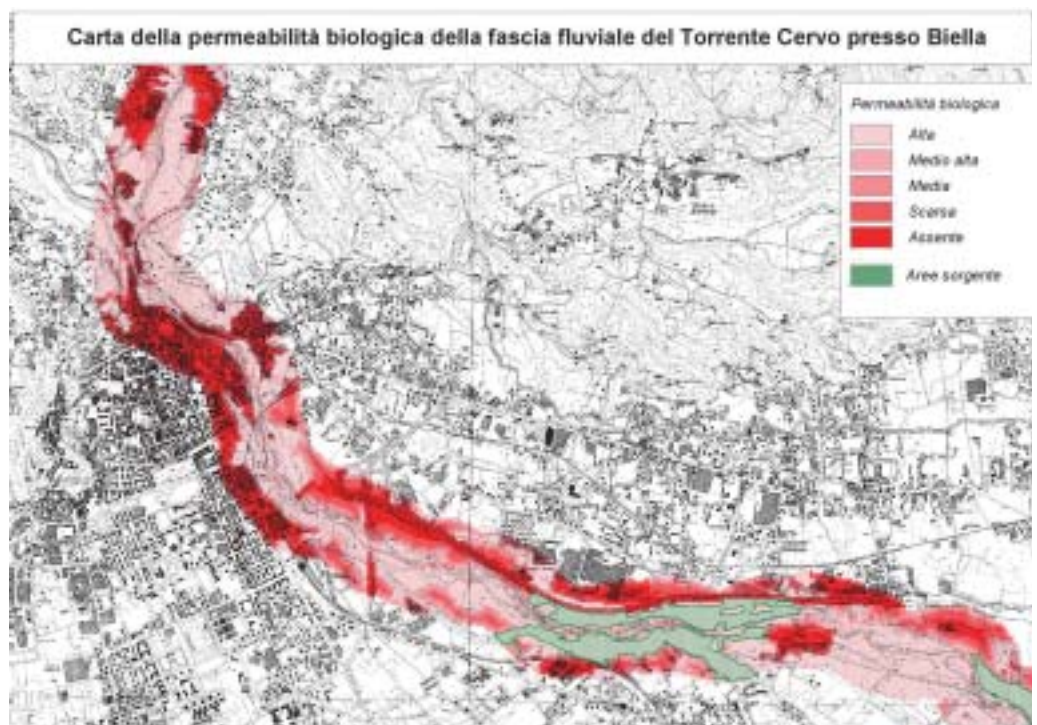 Carta della permeabilità biologica della fascia fluviale del Torrente Cervo presso Biella
Permeabilità biologica
Alta
Medio alta
Media
Scarsa
Assente
Aree sorgente